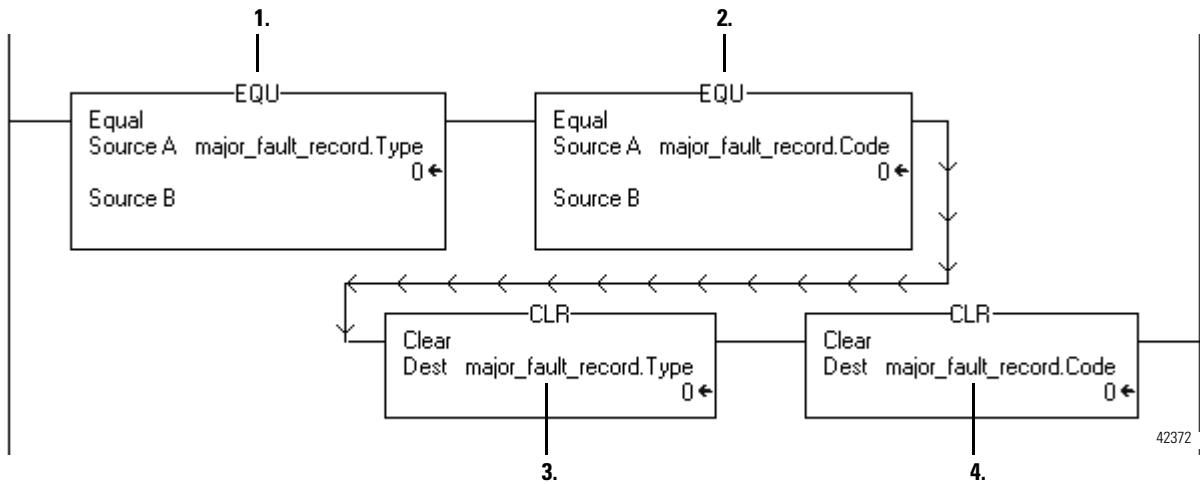 1.
2.
EQU
Equal
Source A major_fault_record.Type
0
Source B
EQU
Equal
Source A major_fault_record.Code
0
Source B
CLR
Clear
Dest major_fault_record.Type
0
CLR
Clear
Dest major_fault_record.Code
0
42372
3.
4.